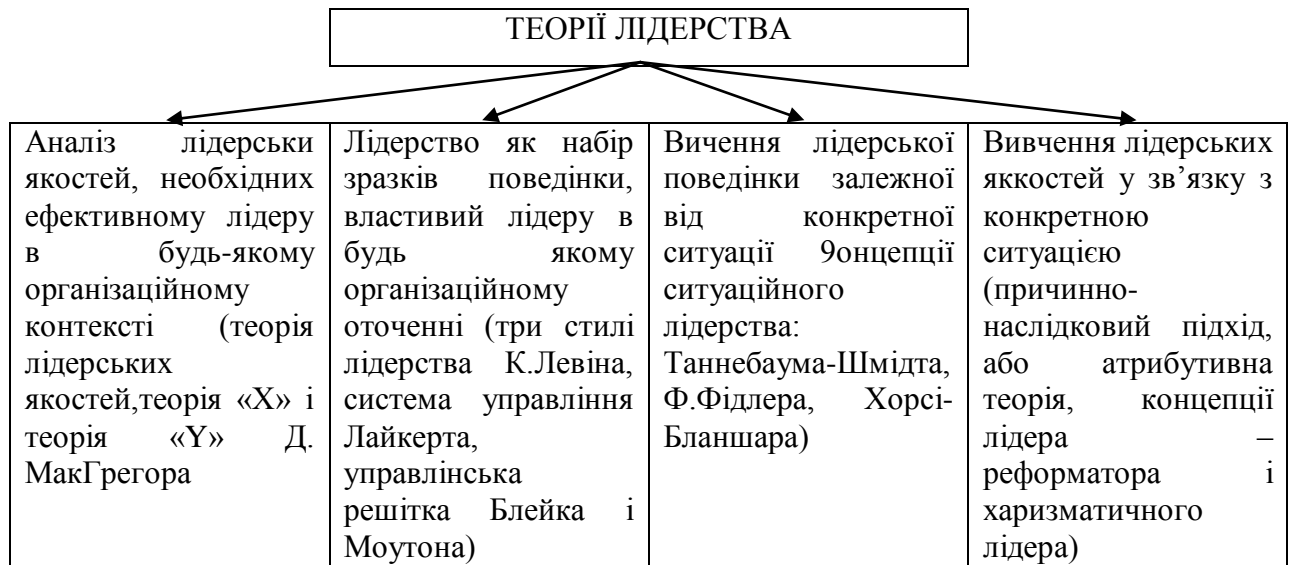 ТЕОРІЇ ЛІДЕРСТВА
Аналіз лідерськи
якостей, необхідних
ефективному лідеру
в будь-якому
організаційному
контексті (теорія
лідерських
якостей,теорія «X» і
теорія «Y» Д.
МакГрегора
Лідерство як набір
зразків поведінки,
властивий лідеру в
будь якому
організаційному
оточенні (три стилі
лідерства К.Левіна,
система управління
Лайкерта,
управлінська
решітка Блейка і
Моутона)
Вичення лідерської
поведінки залежної
від конкретної
ситуації 9онцепції
ситуаційного
лідерства:
Таннебаума-Шмідта,
Ф.Фідлера, Хорсі-
Бланшара)
Вивчення лідерських
яккостей у зв’язку з
конкретною
ситуацією
(причинно-
наслідковий підхід,
або атрибутивна
теорія, концепції
лідера –
реформатора і
харизматичного
лідера)